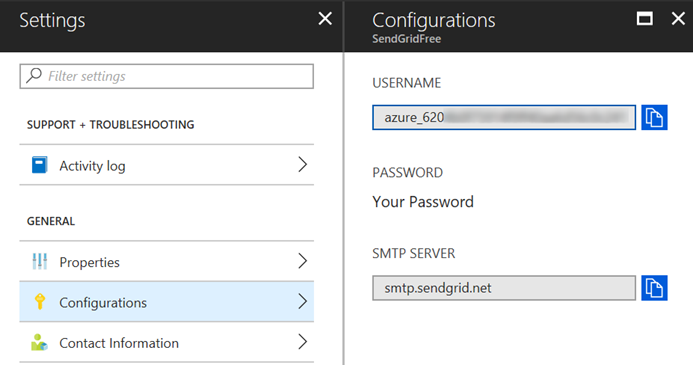 Settings
Filter settings
SUPPORT + TROUBLESHOOTING
Activity log
GENERAL
Properties
Configurations
Contact Information
Configurations
SendGridFree
USERNAME
azure_620
PASSWORD
Your Password
SMTP SERVER
smtp.sendgrid.net